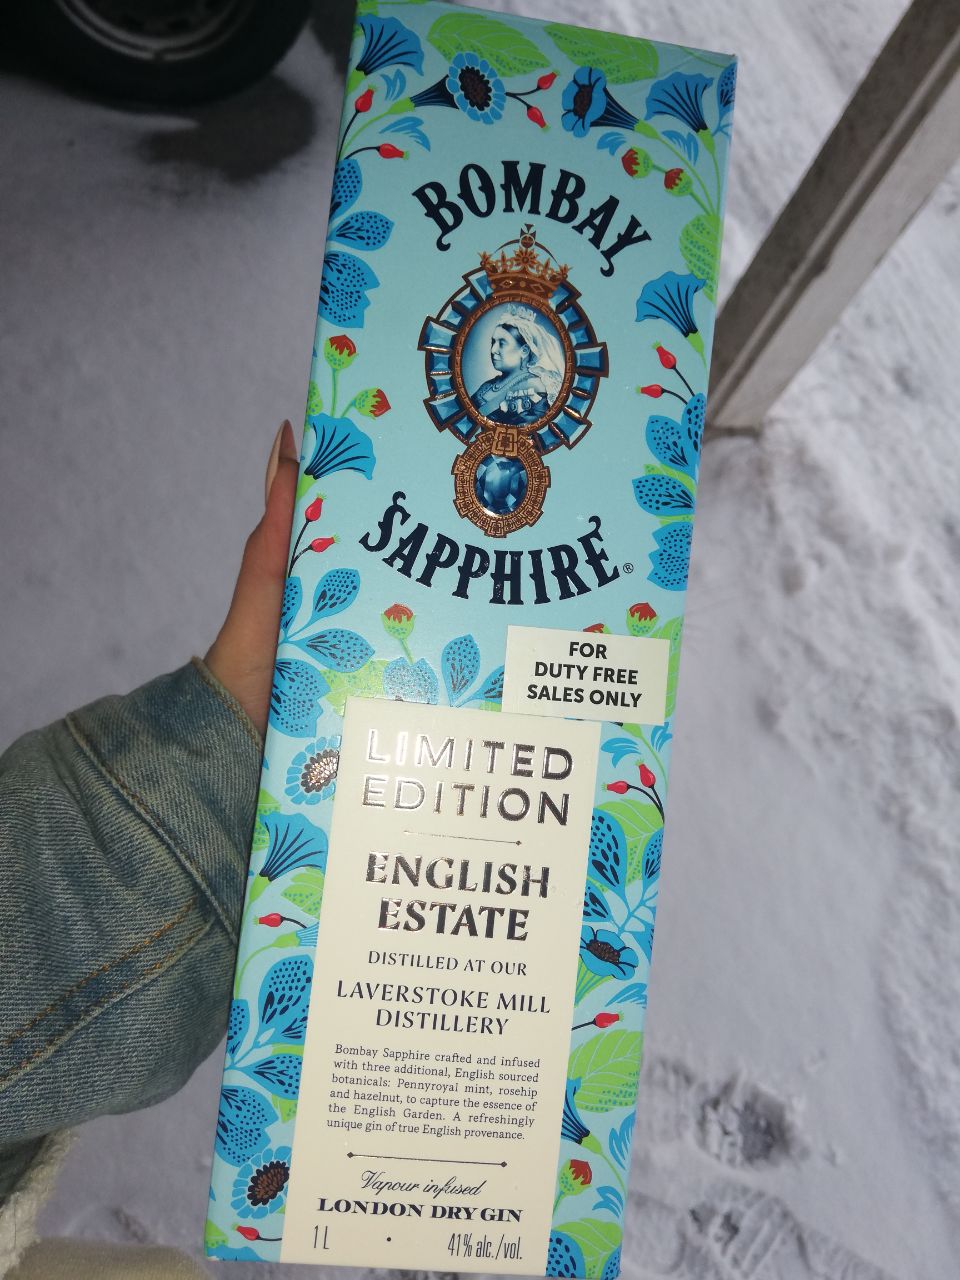 BOMBAY
SAPPHIRE®
FOR
DUTY FREE
SALES ONLY
LIMITED
EDITION
ENGLISH
ESTATE
DISTILLED AT OUR
LAVERSTOKE MILL
DISTILLERY
Bombay Sapphire crafted and infused
with three additional, English sourced
botanicals: Pennyroyal mint, rosehip
and hazelnut, to capture the essence of
the English Garden. A refreshingly
unique gin of true English provenance.
Vapour infused
LONDON DRY GIN
1 L • 41% alc./vol.